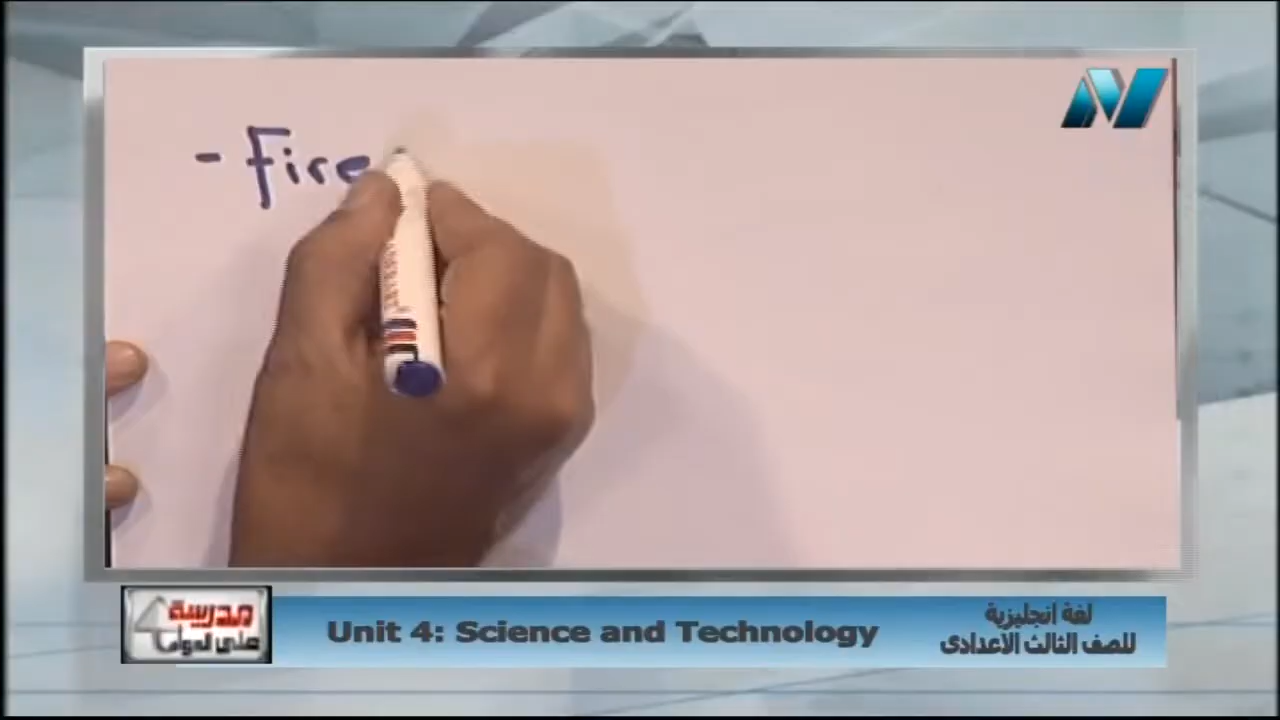 - Fire
مدرسة
على الهواء
Unit 4: Science and Technology
لغة انجليزية
للصف الثالث الاعدادى